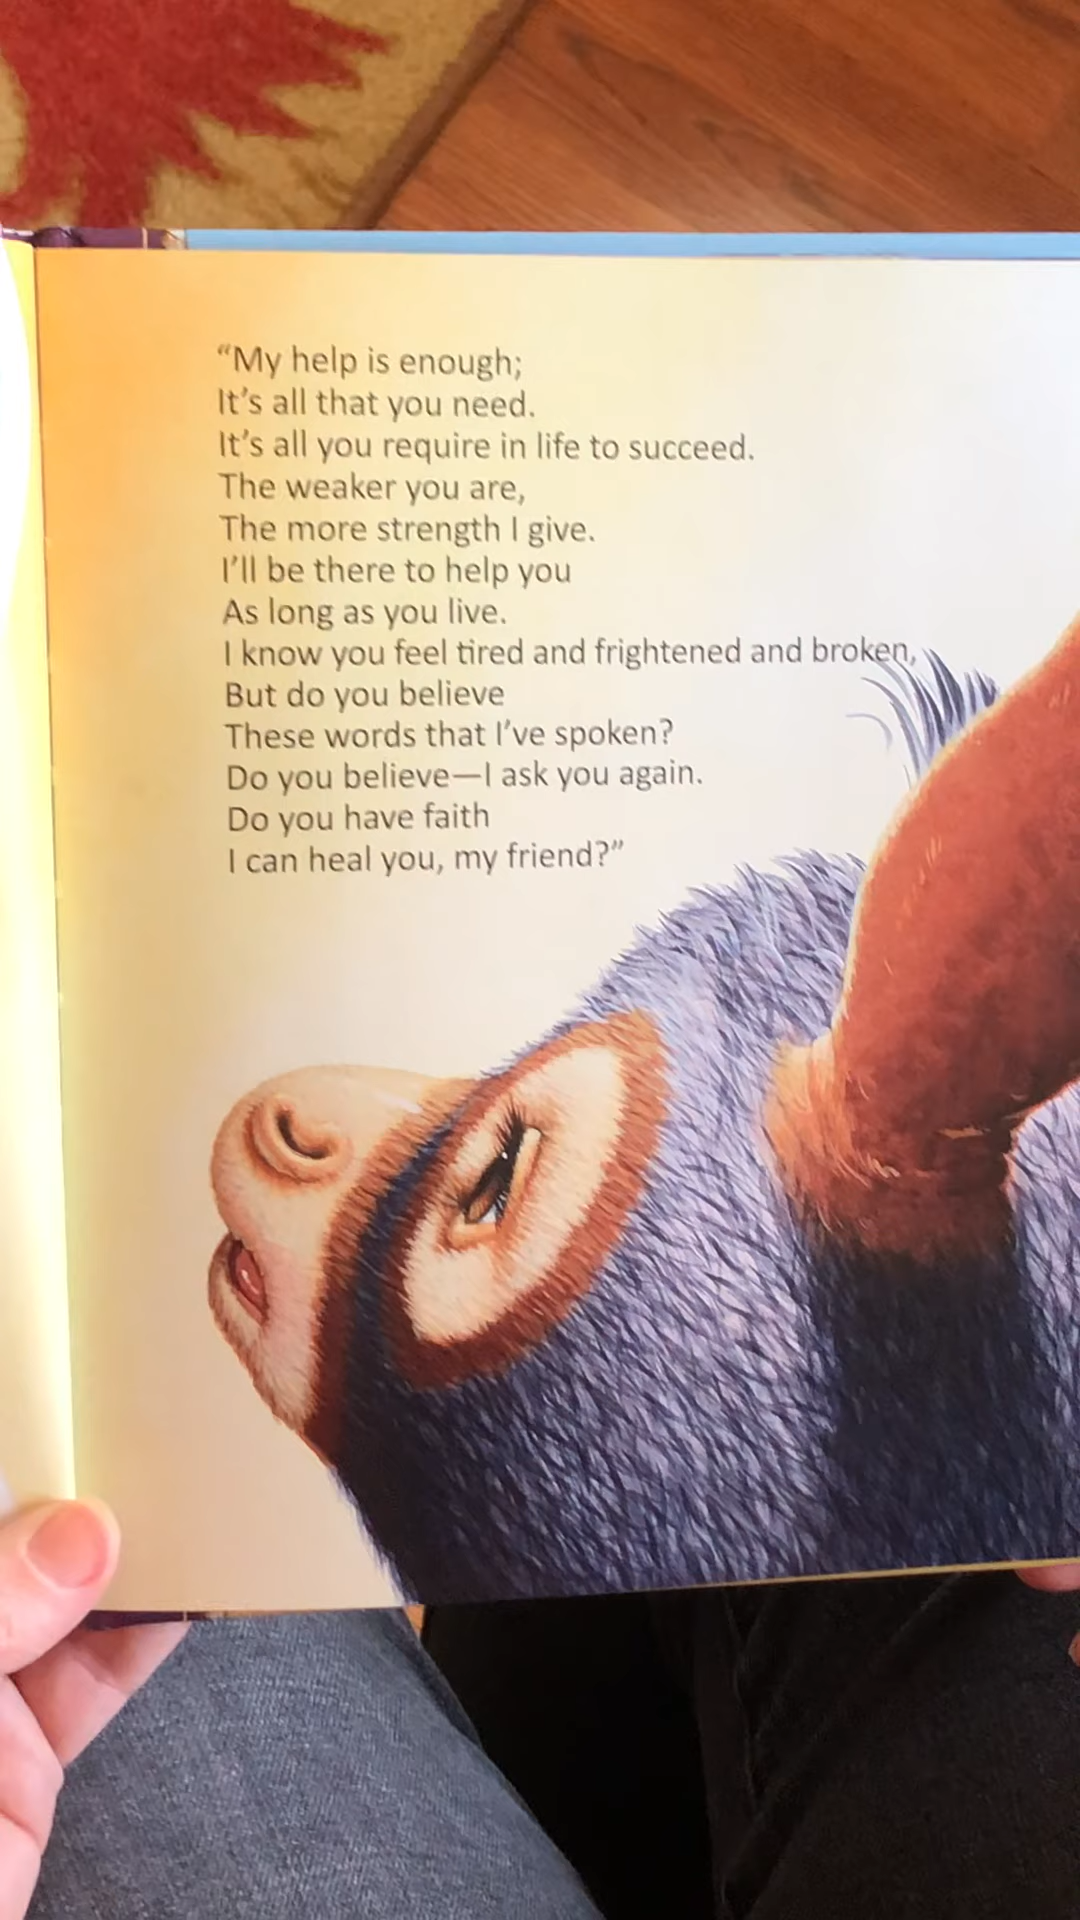 “My help is enough;
It’s all that you need.
It’s all you require in life to succeed.
The weaker you are,
The more strength I give.
I’ll be there to help you
As long as you live.
I know you feel tired and frightened and broken,
But do you believe
These words that I’ve spoken?
Do you believe—I ask you again.
Do you have faith
I can heal you, my friend?”